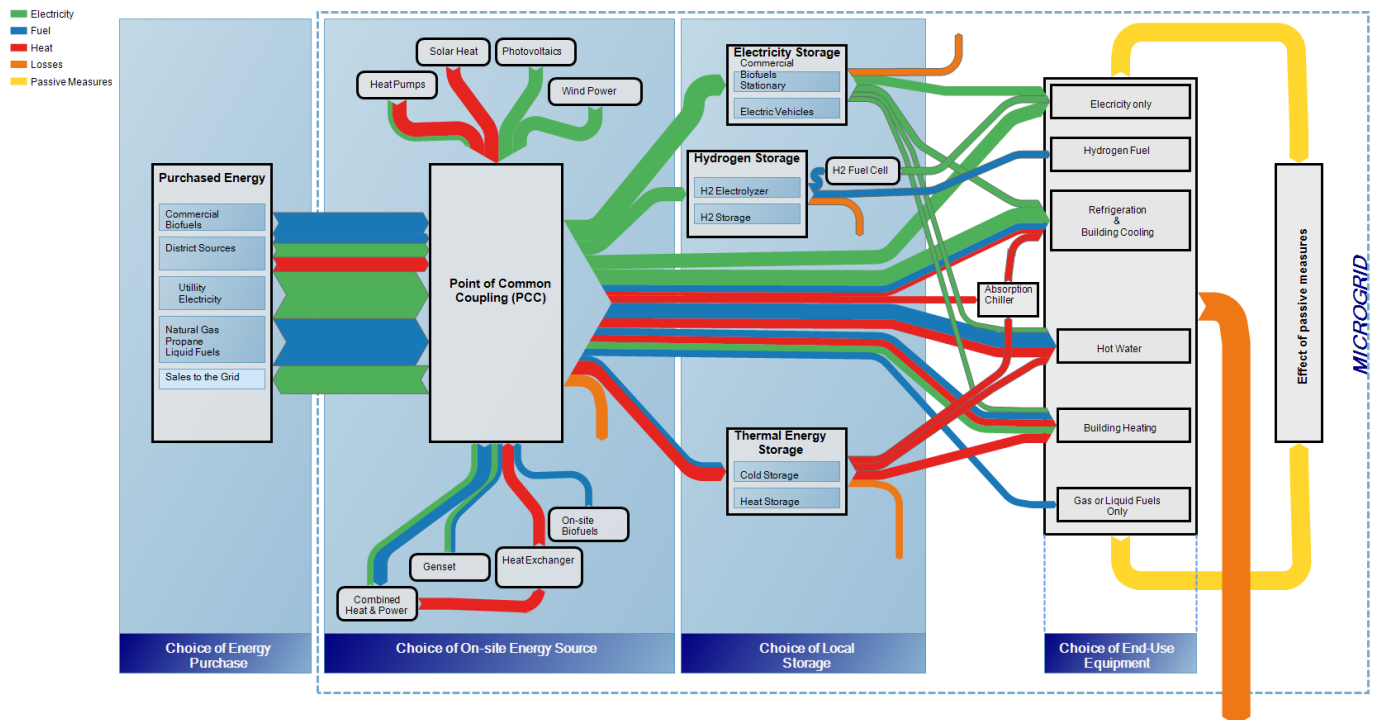 Electricity
Fuel
Heat
Losses
Passive Measures
Purchased Energy
Commercial
Biofuels
District Sources
Utillity
Electricity
Natural Gas
Propane
Liquid Fuels
Sales to the Grid
Choice of Energy
Purchase
Solar Heat
Photovoltaics
Heat Pumps
Wind Power
Point of Common
Coupling (PCC)
On-site
Biofuels
Genset
Heat Exchanger
Combined
Heat & Power
Choice of On-site Energy Source
Electricity Storage
Commercial
Biofuels
Stationary
Electric Vehicles
Hydrogen Storage
H2 Electrolyzer
H2 Storage
H2 Fuel Cell
Thermal Energy
Storage
Cold Storage
Heat Storage
Choice of Local
Storage
Absorption
Chiller
Elecricity only
Hydrogen Fuel
Refrigeration
&
Building Cooling
Hot Water
Building Heating
Gas or Liquid Fuels
Only
Choice of End-Use
Equipment
Effect of passive measures
MICROGRID